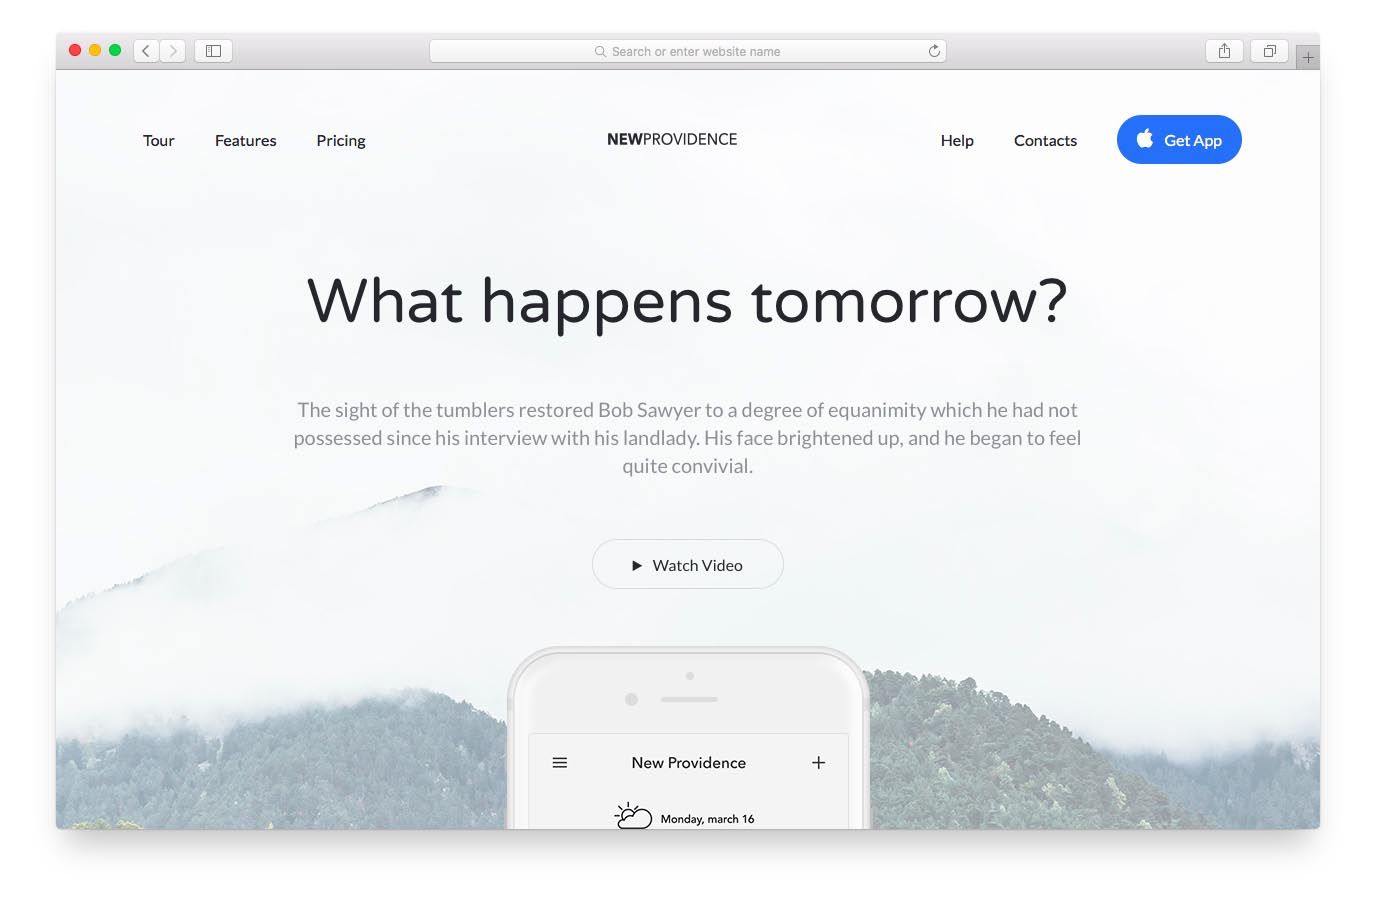 Search or enter website name
Tour Features Pricing NEWPROVIDENCE Help Contacts Get App
What happens tomorrow?
The sight of the tumblers restored Bob Sawyer to a degree of equanimity which he had not
possessed since his interview with his landlady. His face brightened up, and he began to feel
quite convivial.
Watch Video
New Providence
Monday, march 16